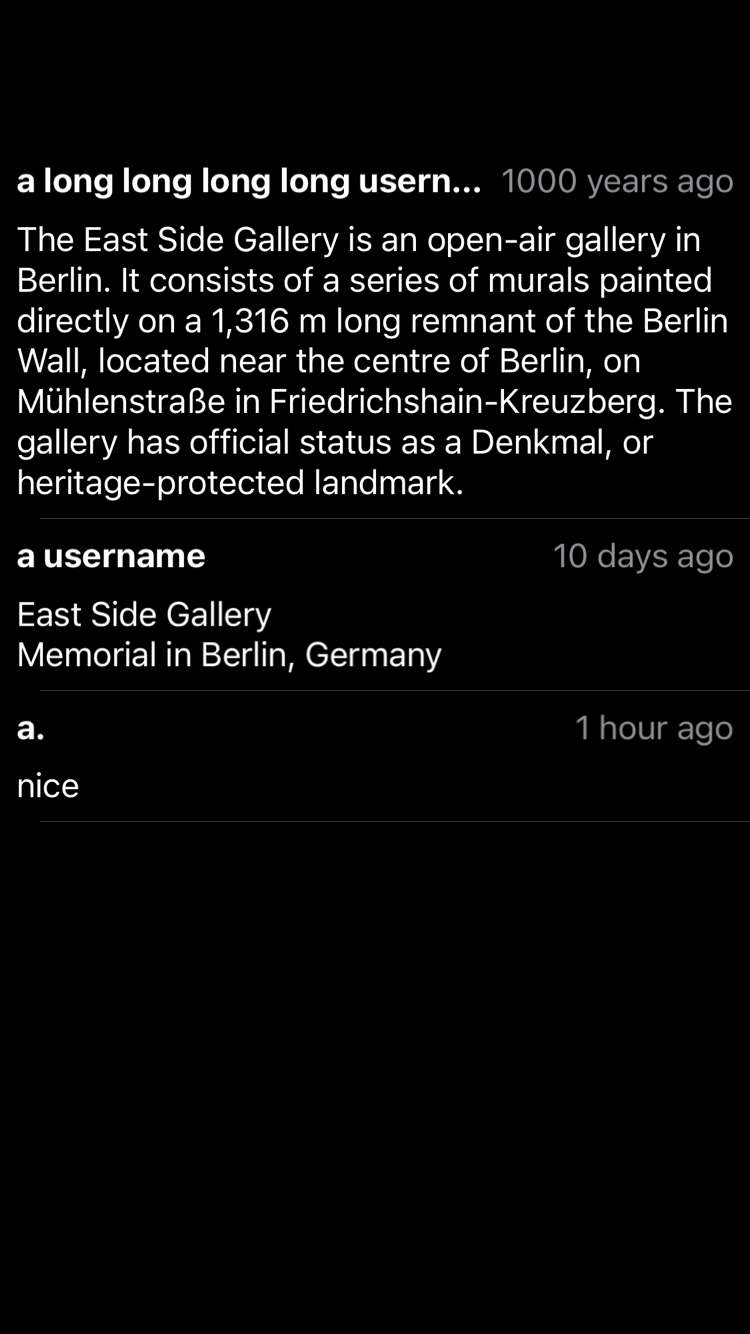 a long long long long usern... 1000 years ago
The East Side Gallery is an open-air gallery in
Berlin. It consists of a series of murals painted
directly on a 1,316 m long remnant of the Berlin
Wall, located near the centre of Berlin, on
Mühlenstraße in Friedrichshain-Kreuzberg. The
gallery has official status as a Denkmal, or
heritage-protected landmark.
a username 10 days ago
East Side Gallery
Memorial in Berlin, Germany
a. 1 hour ago
nice